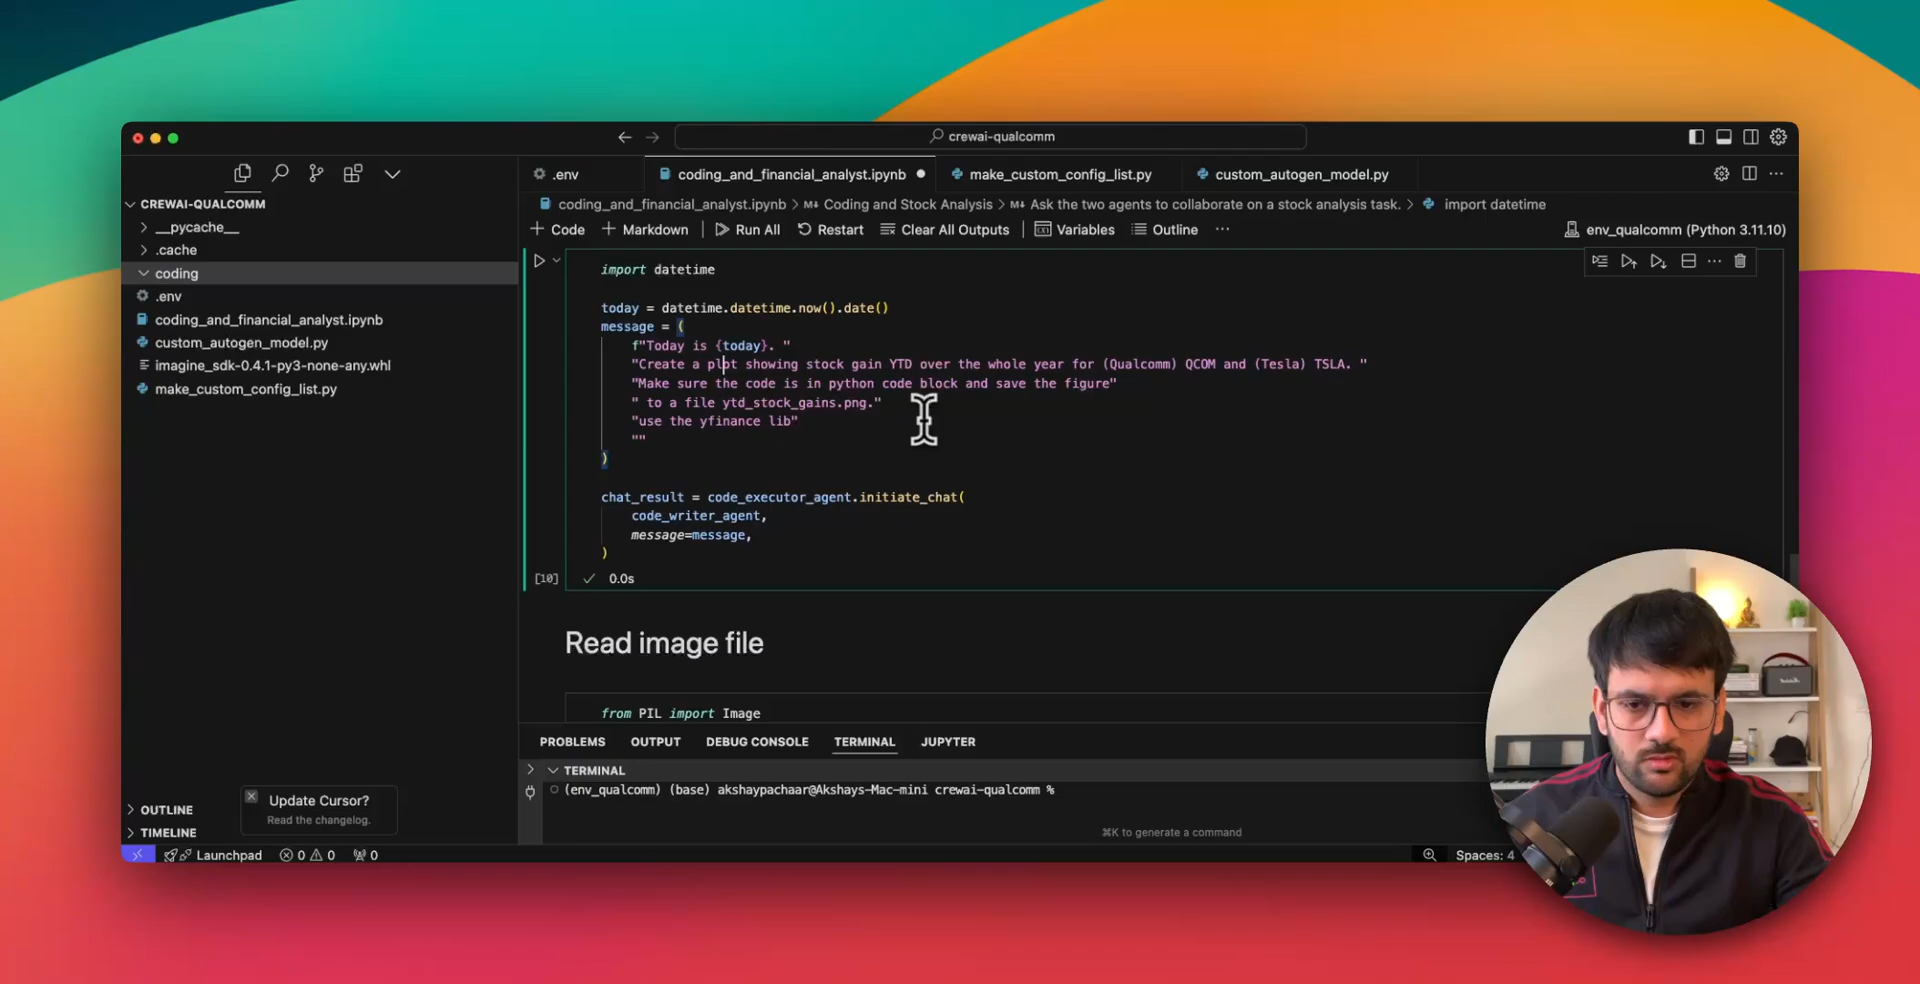 crewai-qualcomm
.env
coding_and_financial_analyst.ipynb
make_custom_config_list.py
custom_autogen_model.py
CREWAI-QUALCOMM
__pycache__
.cache
coding
.env
coding_and_financial_analyst.ipynb
custom_autogen_model.py
imagine_sdk-0.4.1-py3-none-any.whl
make_custom_config_list.py
OUTLINE
TIMELINE
Update Cursor?
Read the changelog.
coding_and_financial_analyst.ipynb > M↓ Coding and Stock Analysis > M↓ Ask the two agents to collaborate on a stock analysis task. > import datetime
+ Code + Markdown Run All Restart Clear All Outputs Variables Outline ···
env_qualcomm (Python 3.11.10)
import datetime
today = datetime.datetime.now().date()
message = (
f"Today is {today}. "
"Create a plot showing stock gain YTD over the whole year for (Qualcomm) QCOM and (Tesla) TSLA. "
"Make sure the code is in python code block and save the figure"
" to a file ytd_stock_gains.png."
"use the yfinance lib"
""
)
chat_result = code_executor_agent.initiate_chat(
code_writer_agent,
message=message,
)
[10] ✓ 0.0s
Read image file
from PIL import Image
PROBLEMS OUTPUT DEBUG CONSOLE TERMINAL JUPYTER
TERMINAL
(env_qualcomm) (base) akshaypachaar@Akshays-Mac-mini crewai-qualcomm %
⌘K to generate a command
Launchpad 0 0 0
Spaces: 4